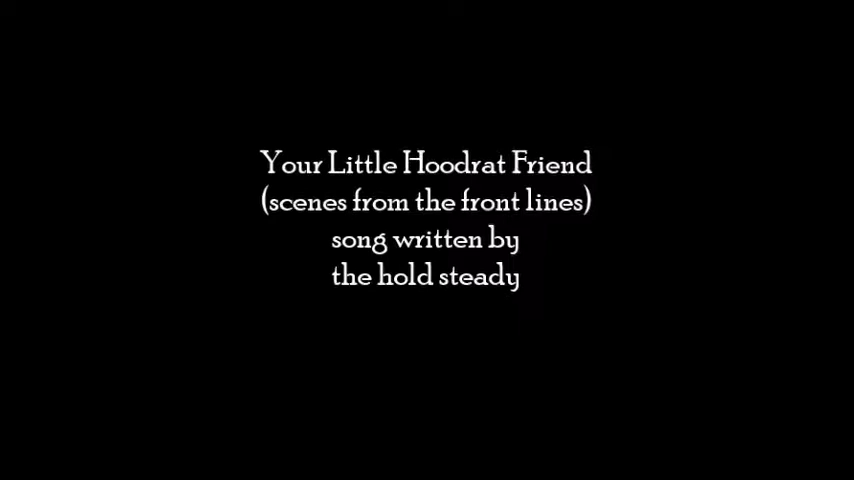 Your Little Hoodrat Friend
(scenes from the front lines)
song written by
the hold steady